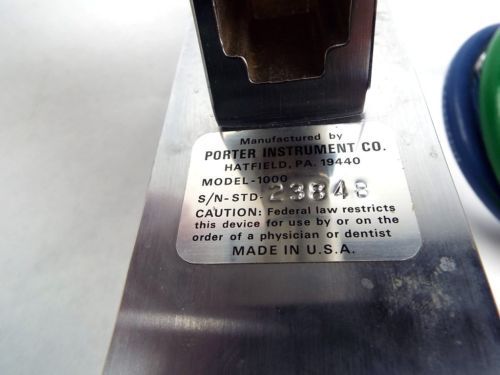 Manufactured by
PORTER INSTRUMENT CO.
HATFIELD, PA. 19440
MODEL-1000
S/N-STD-23848
CAUTION: Federal law restricts
this device for use by or on the
order of a physician or dentist
MADE IN U.S.A.